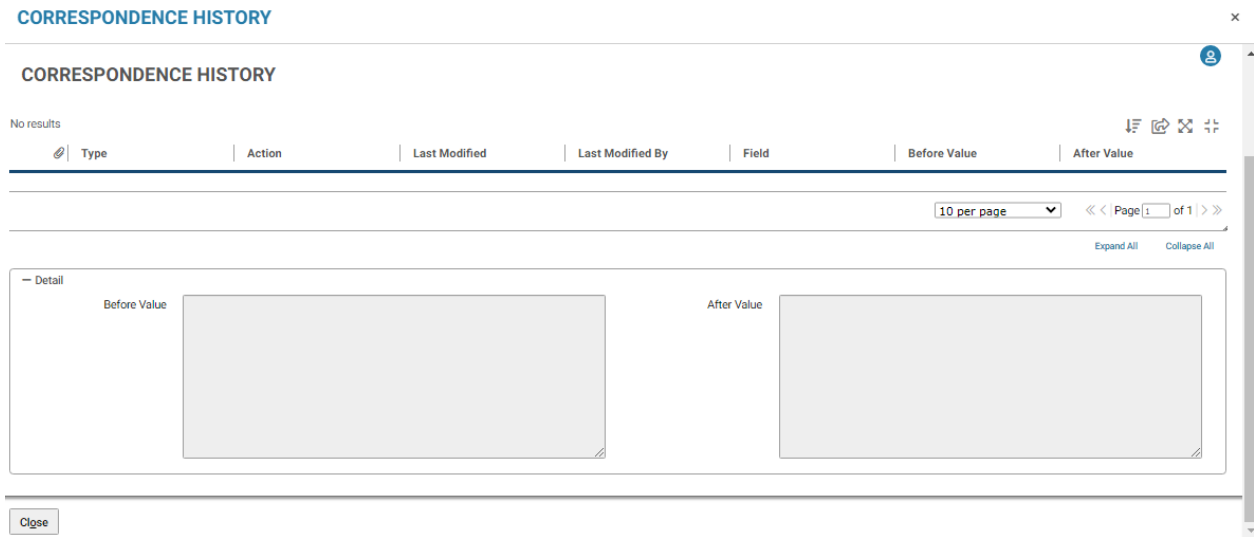 CORRESPONDENCE HISTORY
×
CORRESPONDENCE HISTORY
No results
Type Action Last Modified Last Modified By Field Before Value After Value
10 per page Page 1 of 1
Expand All Collapse All
Detail
Before Value After Value
Close